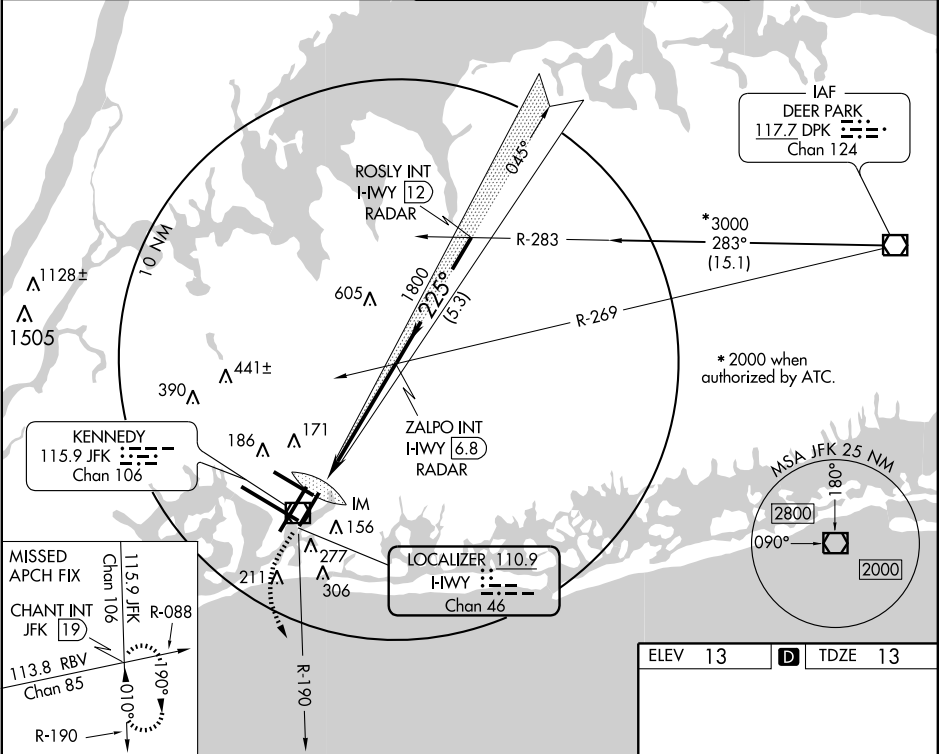 IAF
DEER PARK
117.7 DPK
Chan 124
ROSLY INT
I-IWY 12
RADAR
045°
10 NM
R-283
*3000
283°
(15.1)
1128±
1505
605
1800
225°
(5.3)
R-269
* 2000 when
authorized by ATC.
441±
390
ZALPO INT
I-IWY 6.8
RADAR
KENNEDY
115.9 JFK
Chan 106
186
171
IM
156
277
211
306
LOCALIZER 110.9
I-IWY
Chan 46
R-190
MSA JFK 25 NM
180°
2800
090°
2000
MISSED
APCH FIX
115.9 JFK
Chan 106
CHANT INT
JFK 19
R-088
113.8 RBV
Chan 85
190°
010°
R-190
ELEV 13 D TDZE 13